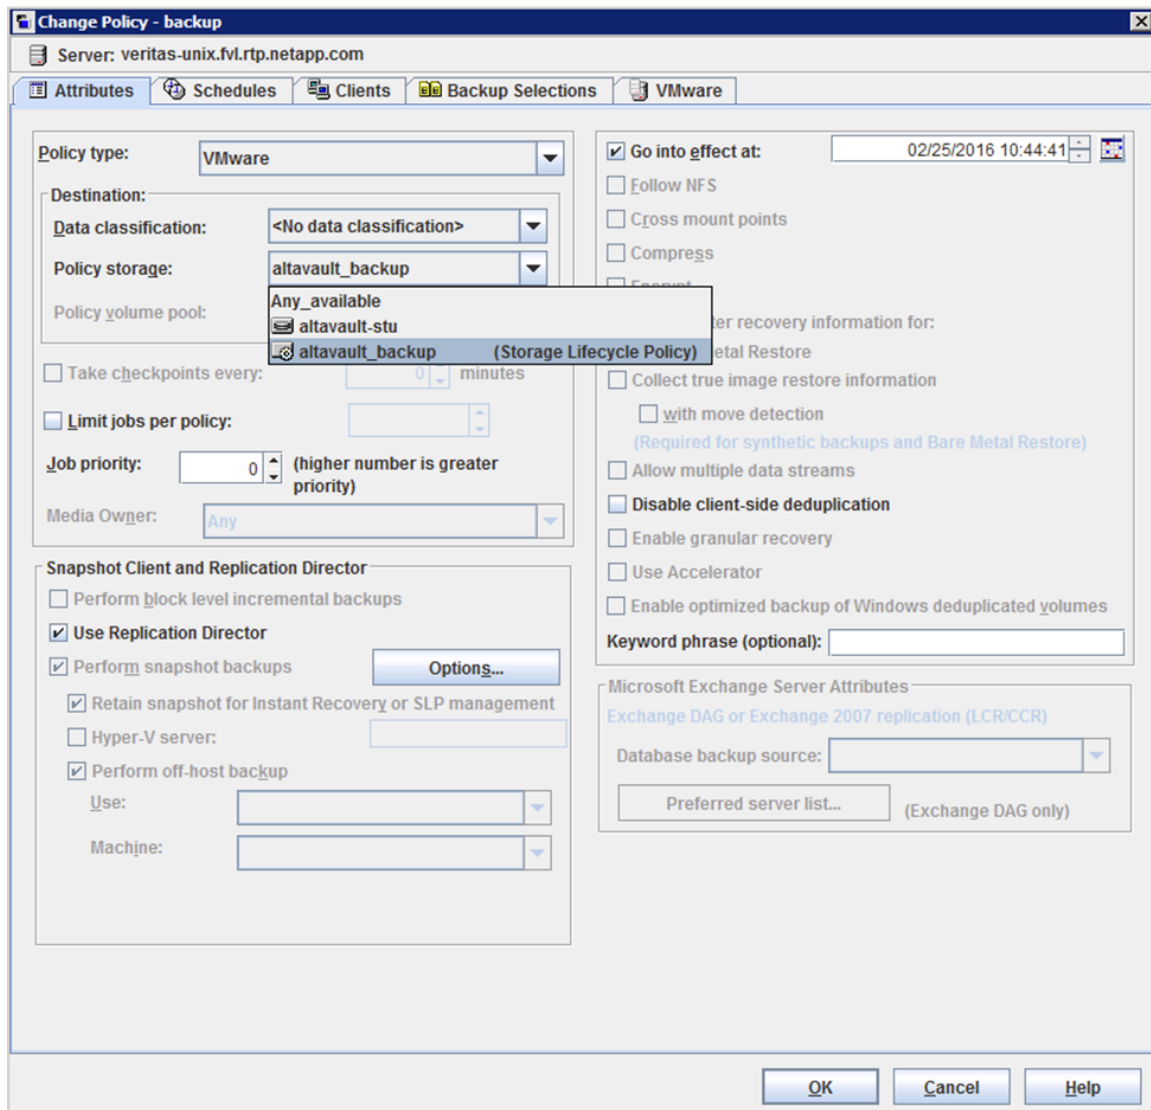 Change Policy - backup
Server: veritas-unix.fvl.rtp.netapp.com
Attributes
Schedules
Clients
Backup Selections
VMware
Policy type:
VMware
Destination:
Data classification:
<No data classification>
Policy storage:
altavault_backup
Any_available
altavault-stu
altavault_backup (Storage Lifecycle Policy)
Policy volume pool:
Take checkpoints every:
0
minutes
Limit jobs per policy:
Job priority:
0
(higher number is greater
priority)
Media Owner:
Any
Snapshot Client and Replication Director
Perform block level incremental backups
Use Replication Director
Perform snapshot backups
Options...
Retain snapshot for Instant Recovery or SLP management
Hyper-V server:
Perform off-host backup
Use:
Machine:
Go into effect at:
02/25/2016 10:44:41
Follow NFS
Cross mount points
Compress
recovery information for:
Metal Restore
Collect true image restore information
with move detection
(Required for synthetic backups and Bare Metal Restore)
Allow multiple data streams
Disable client-side deduplication
Enable granular recovery
Use Accelerator
Enable optimized backup of Windows deduplicated volumes
Keyword phrase (optional):
Microsoft Exchange Server Attributes
Exchange DAG or Exchange 2007 replication (LCR/CCR)
Database backup source:
Preferred server list...
(Exchange DAG only)
OK
Cancel
Help